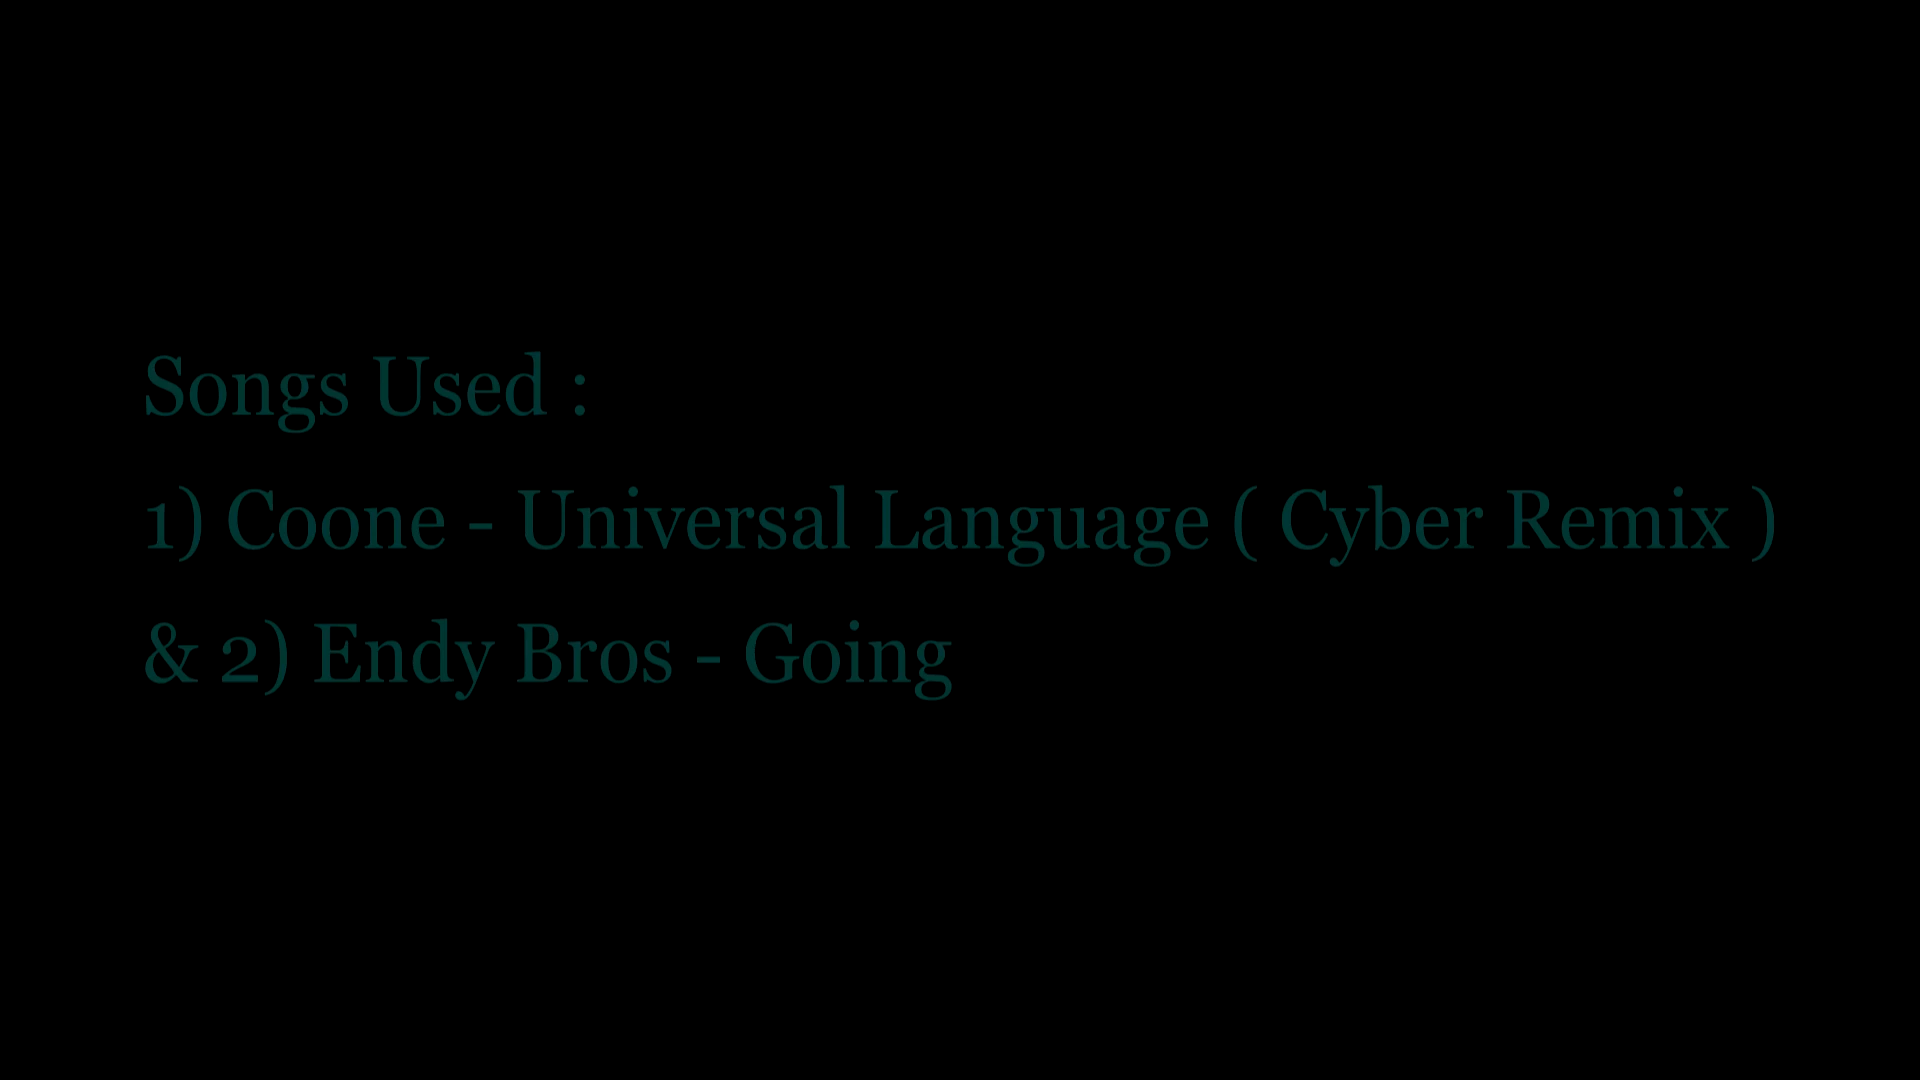 Songs Used :
1) Coone - Universal Language ( Cyber Remix )
& 2) Endy Bros - Going